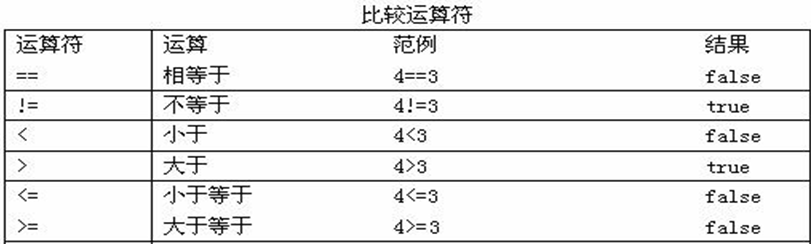 比较运算符
运算符 运算 范例 结果
== 相等于 4==3 false
!= 不等于 4!=3 true
< 小于 4<3 false
> 大于 4>3 true
<= 小于等于 4<=3 false
>= 大于等于 4>=3 false